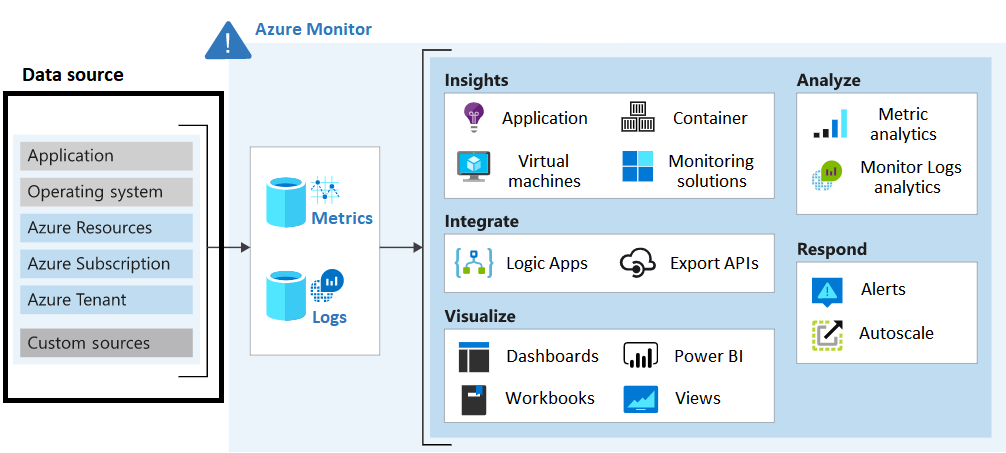 Azure Monitor
Data source
Application
Operating system
Azure Resources
Azure Subscription
Azure Tenant
Custom sources
Metrics
Logs
Insights
Application
Container
Virtual
machines
Monitoring
solutions
Integrate
Logic Apps
Export APIs
Visualize
Dashboards
Power BI
Workbooks
Views
Analyze
Metric
analytics
Monitor Logs
analytics
Respond
Alerts
Autoscale